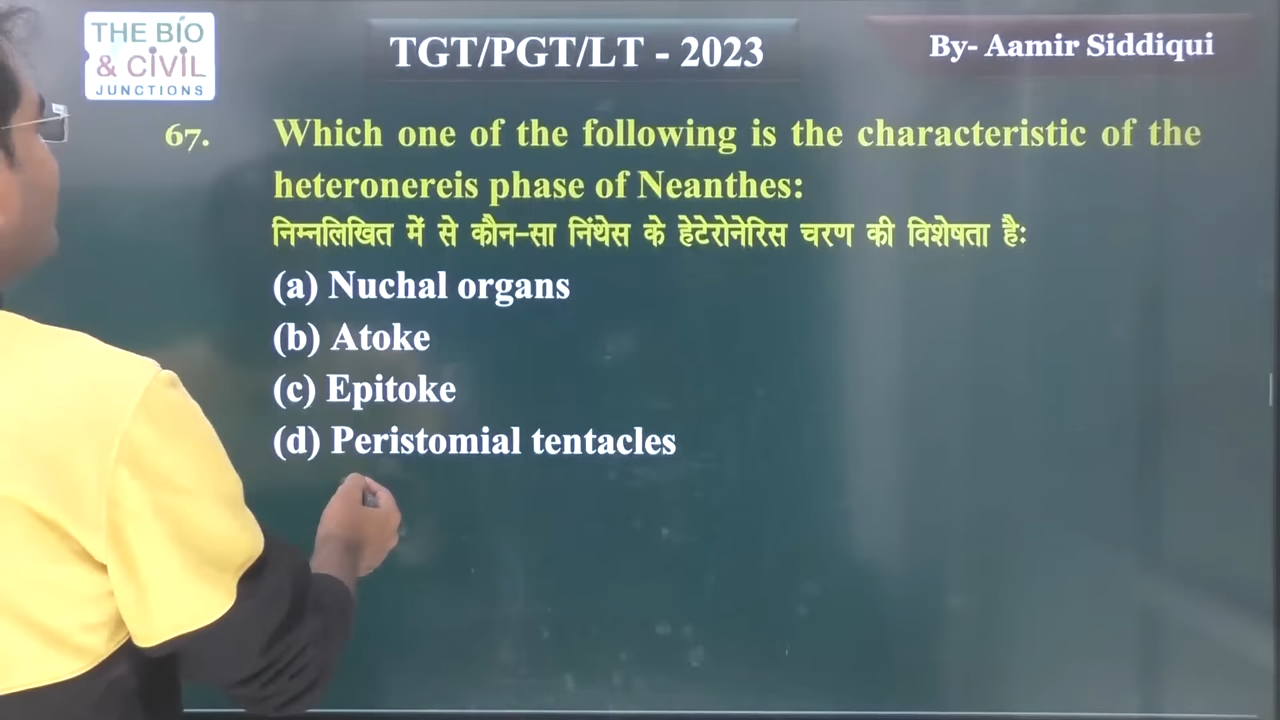 THE BIO
& CIVIL
JUNCTIONS
TGT/PGT/LT - 2023
By- Aamir Siddiqui
67. Which one of the following is the characteristic of the
heteronereis phase of Neanthes:
निम्नलिखित में से कौन-सा निंथेस के हेटेरोनेरिस चरण की विशेषता है:
(a) Nuchal organs
(b) Atoke
(c) Epitoke
(d) Peristomial tentacles